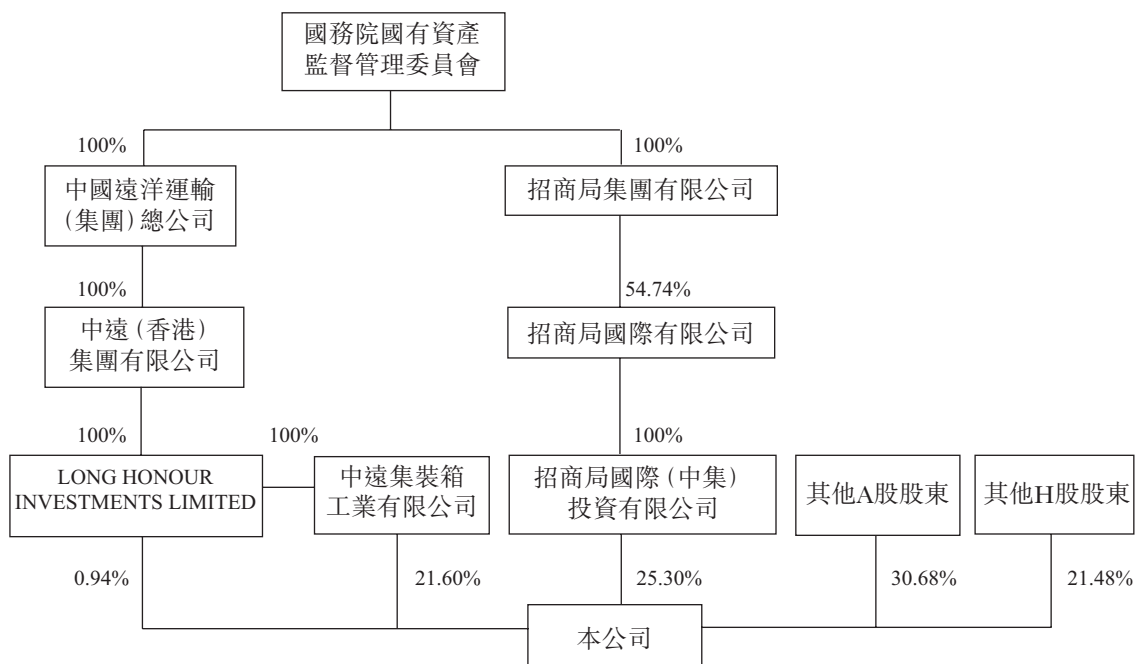 國務院國有資產
監督管理委員會
100%
100%
中國遠洋運輸
(集團)總公司
招商局集團有限公司
100%
54.74%
中遠(香港)
集團有限公司
招商局國際有限公司
100%
100%
100%
LONG HONOUR
INVESTMENTS LIMITED
中遠集裝箱
工業有限公司
招商局國際(中集)
投資有限公司
其他A股股東
其他H股股東
0.94%
21.60%
25.30%
30.68%
21.48%
本公司